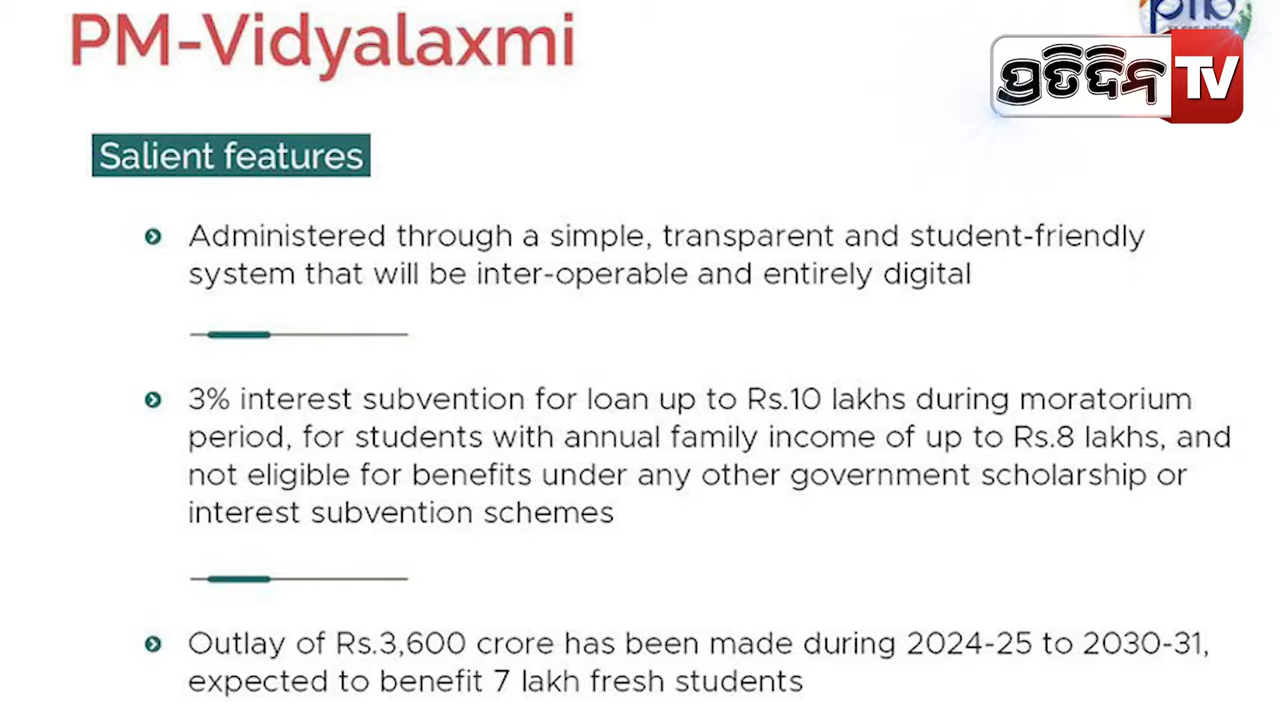 PM-Vidyalaxmi
ପ୍ରତିଦିନ TV
Salient features
Administered through a simple, transparent and student-friendly
system that will be inter-operable and entirely digital
3% interest subvention for loan up to Rs.10 lakhs during moratorium
period, for students with annual family income of up to Rs.8 lakhs, and
not eligible for benefits under any other government scholarship or
interest subvention schemes
Outlay of Rs.3,600 crore has been made during 2024-25 to 2030-31,
expected to benefit 7 lakh fresh students